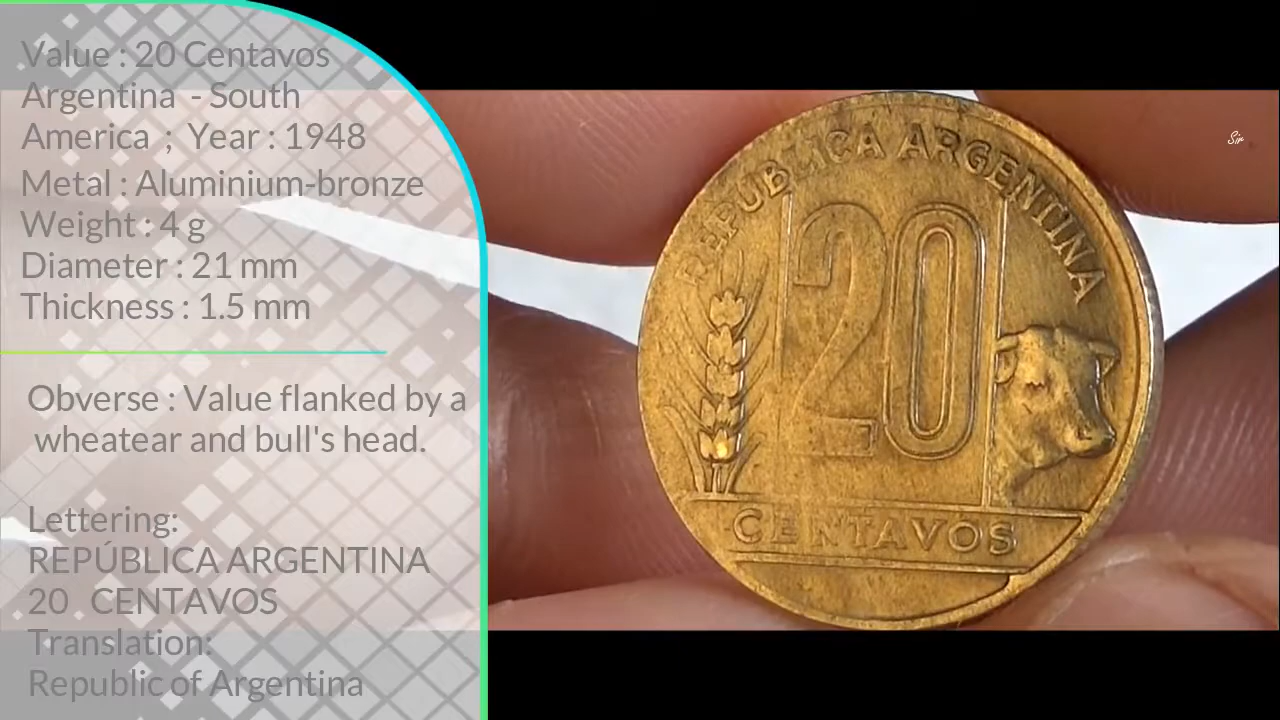 Value : 20 Centavos
Argentina - South
America ; Year : 1948
Metal : Aluminium-bronze
Weight : 4 g
Diameter : 21 mm
Thickness : 1.5 mm
Obverse : Value flanked by a
wheatear and bull's head.
Lettering:
REPÚBLICA ARGENTINA
20 CENTAVOS
Translation:
Republic of Argentina
REPUBLICA ARGENTINA
20
CENTAVOS
Sir